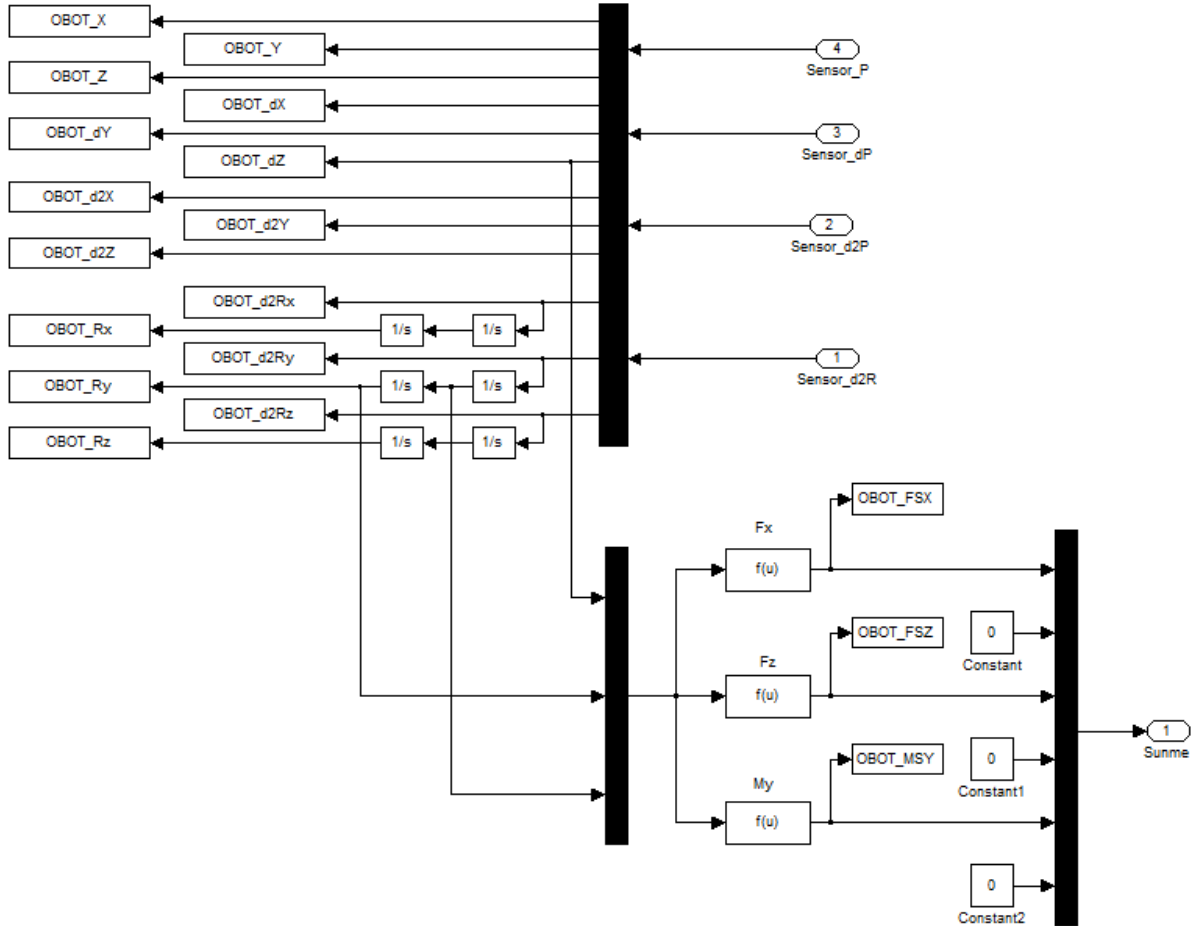 OBOT_X
OBOT_Y
4
Sensor_P
OBOT_Z
OBOT_dX
OBOT_dY
3
Sensor_dP
OBOT_dZ
OBOT_d2X
OBOT_d2Y
2
Sensor_d2P
OBOT_d2Z
OBOT_d2Rx
OBOT_Rx
1/s
1/s
OBOT_d2Ry
1
Sensor_d2R
OBOT_Ry
1/s
1/s
OBOT_d2Rz
OBOT_Rz
1/s
1/s
OBOT_FSX
Fx
f(u)
OBOT_FSZ
0
Constant
Fz
f(u)
1
Sunme
OBOT_MSY
0
Constant1
My
f(u)
0
Constant2